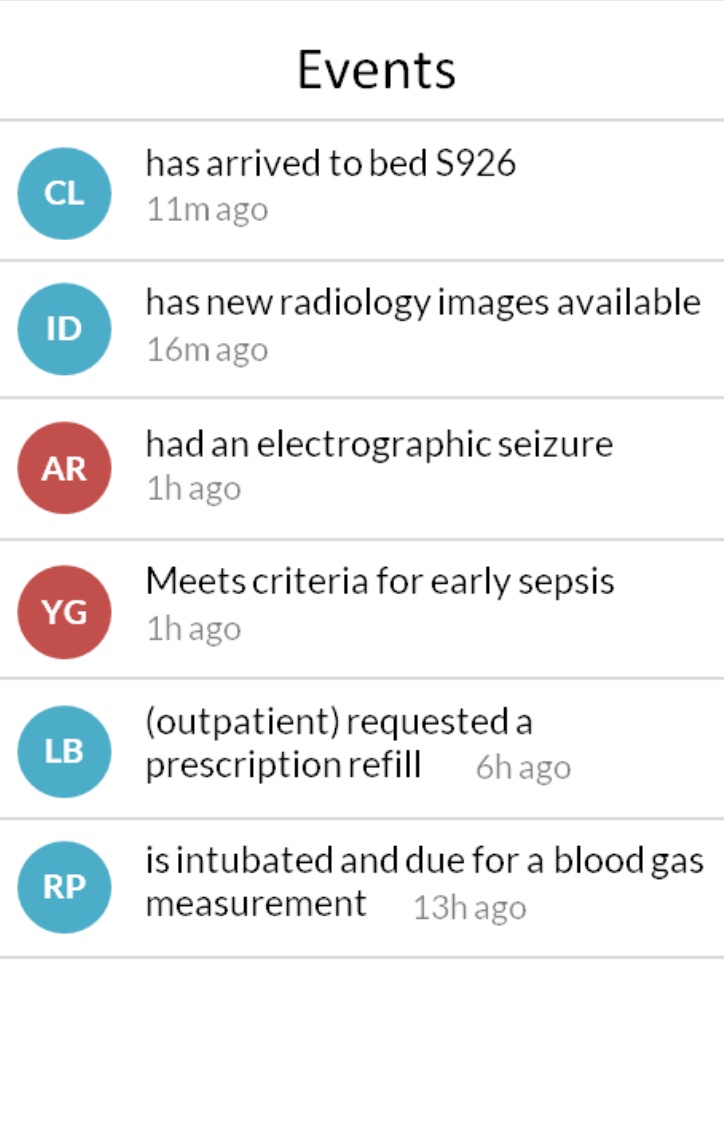 Events
CL
has arrived to bed S926
11m ago
ID
has new radiology images available
16m ago
AR
had an electrographic seizure
1h ago
YG
Meets criteria for early sepsis
1h ago
LB
(outpatient) requested a
prescription refill 6h ago
RP
is intubated and due for a blood gas
measurement 13h ago